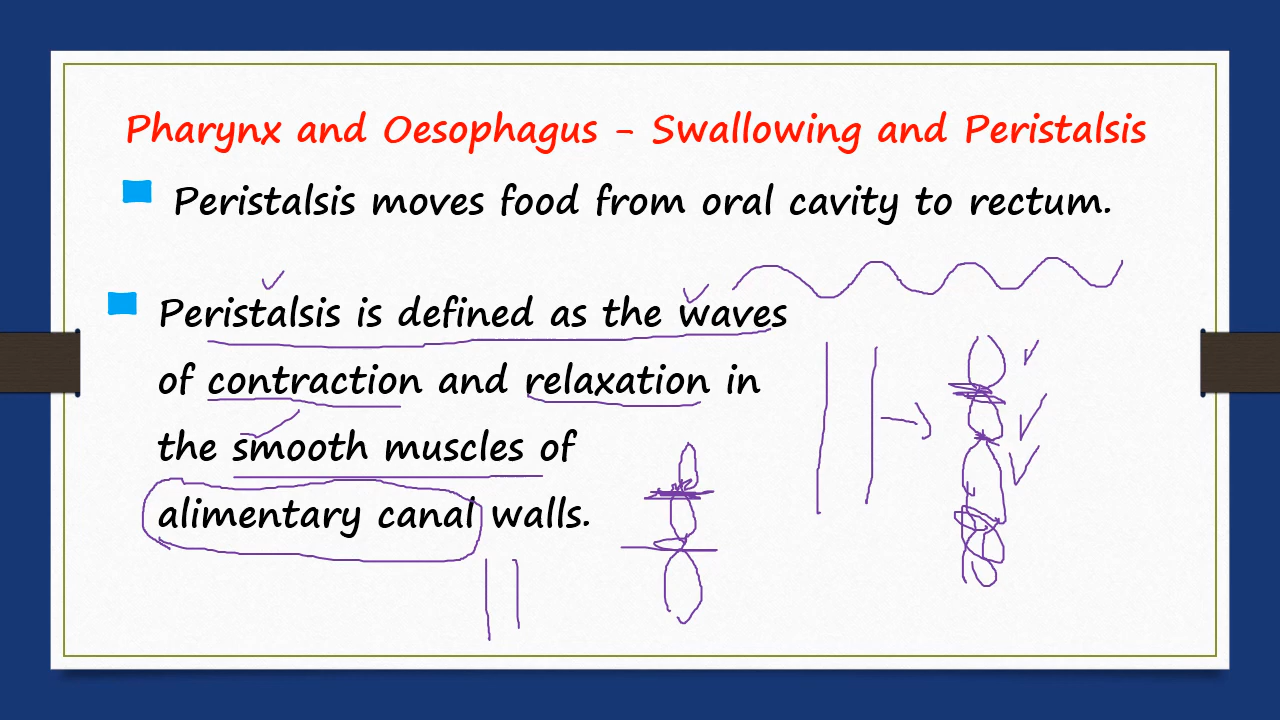 Pharynx and Oesophagus - Swallowing and Peristalsis
Peristalsis moves food from oral cavity to rectum.
Peristalsis is defined as the waves
of contraction and relaxation in
the smooth muscles of
alimentary canal walls.